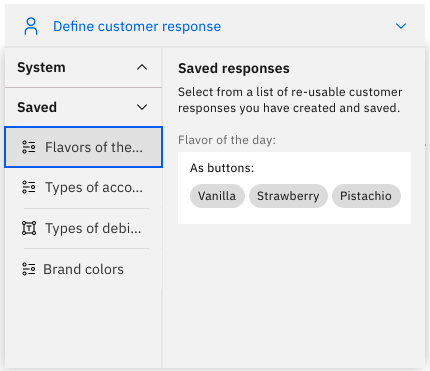 Define customer response
System
Saved
Flavors of the...
Types of acco...
Types of debi...
Brand colors
Saved responses
Select from a list of re-usable customer
responses you have created and saved.
Flavor of the day:
As buttons:
Vanilla Strawberry Pistachio